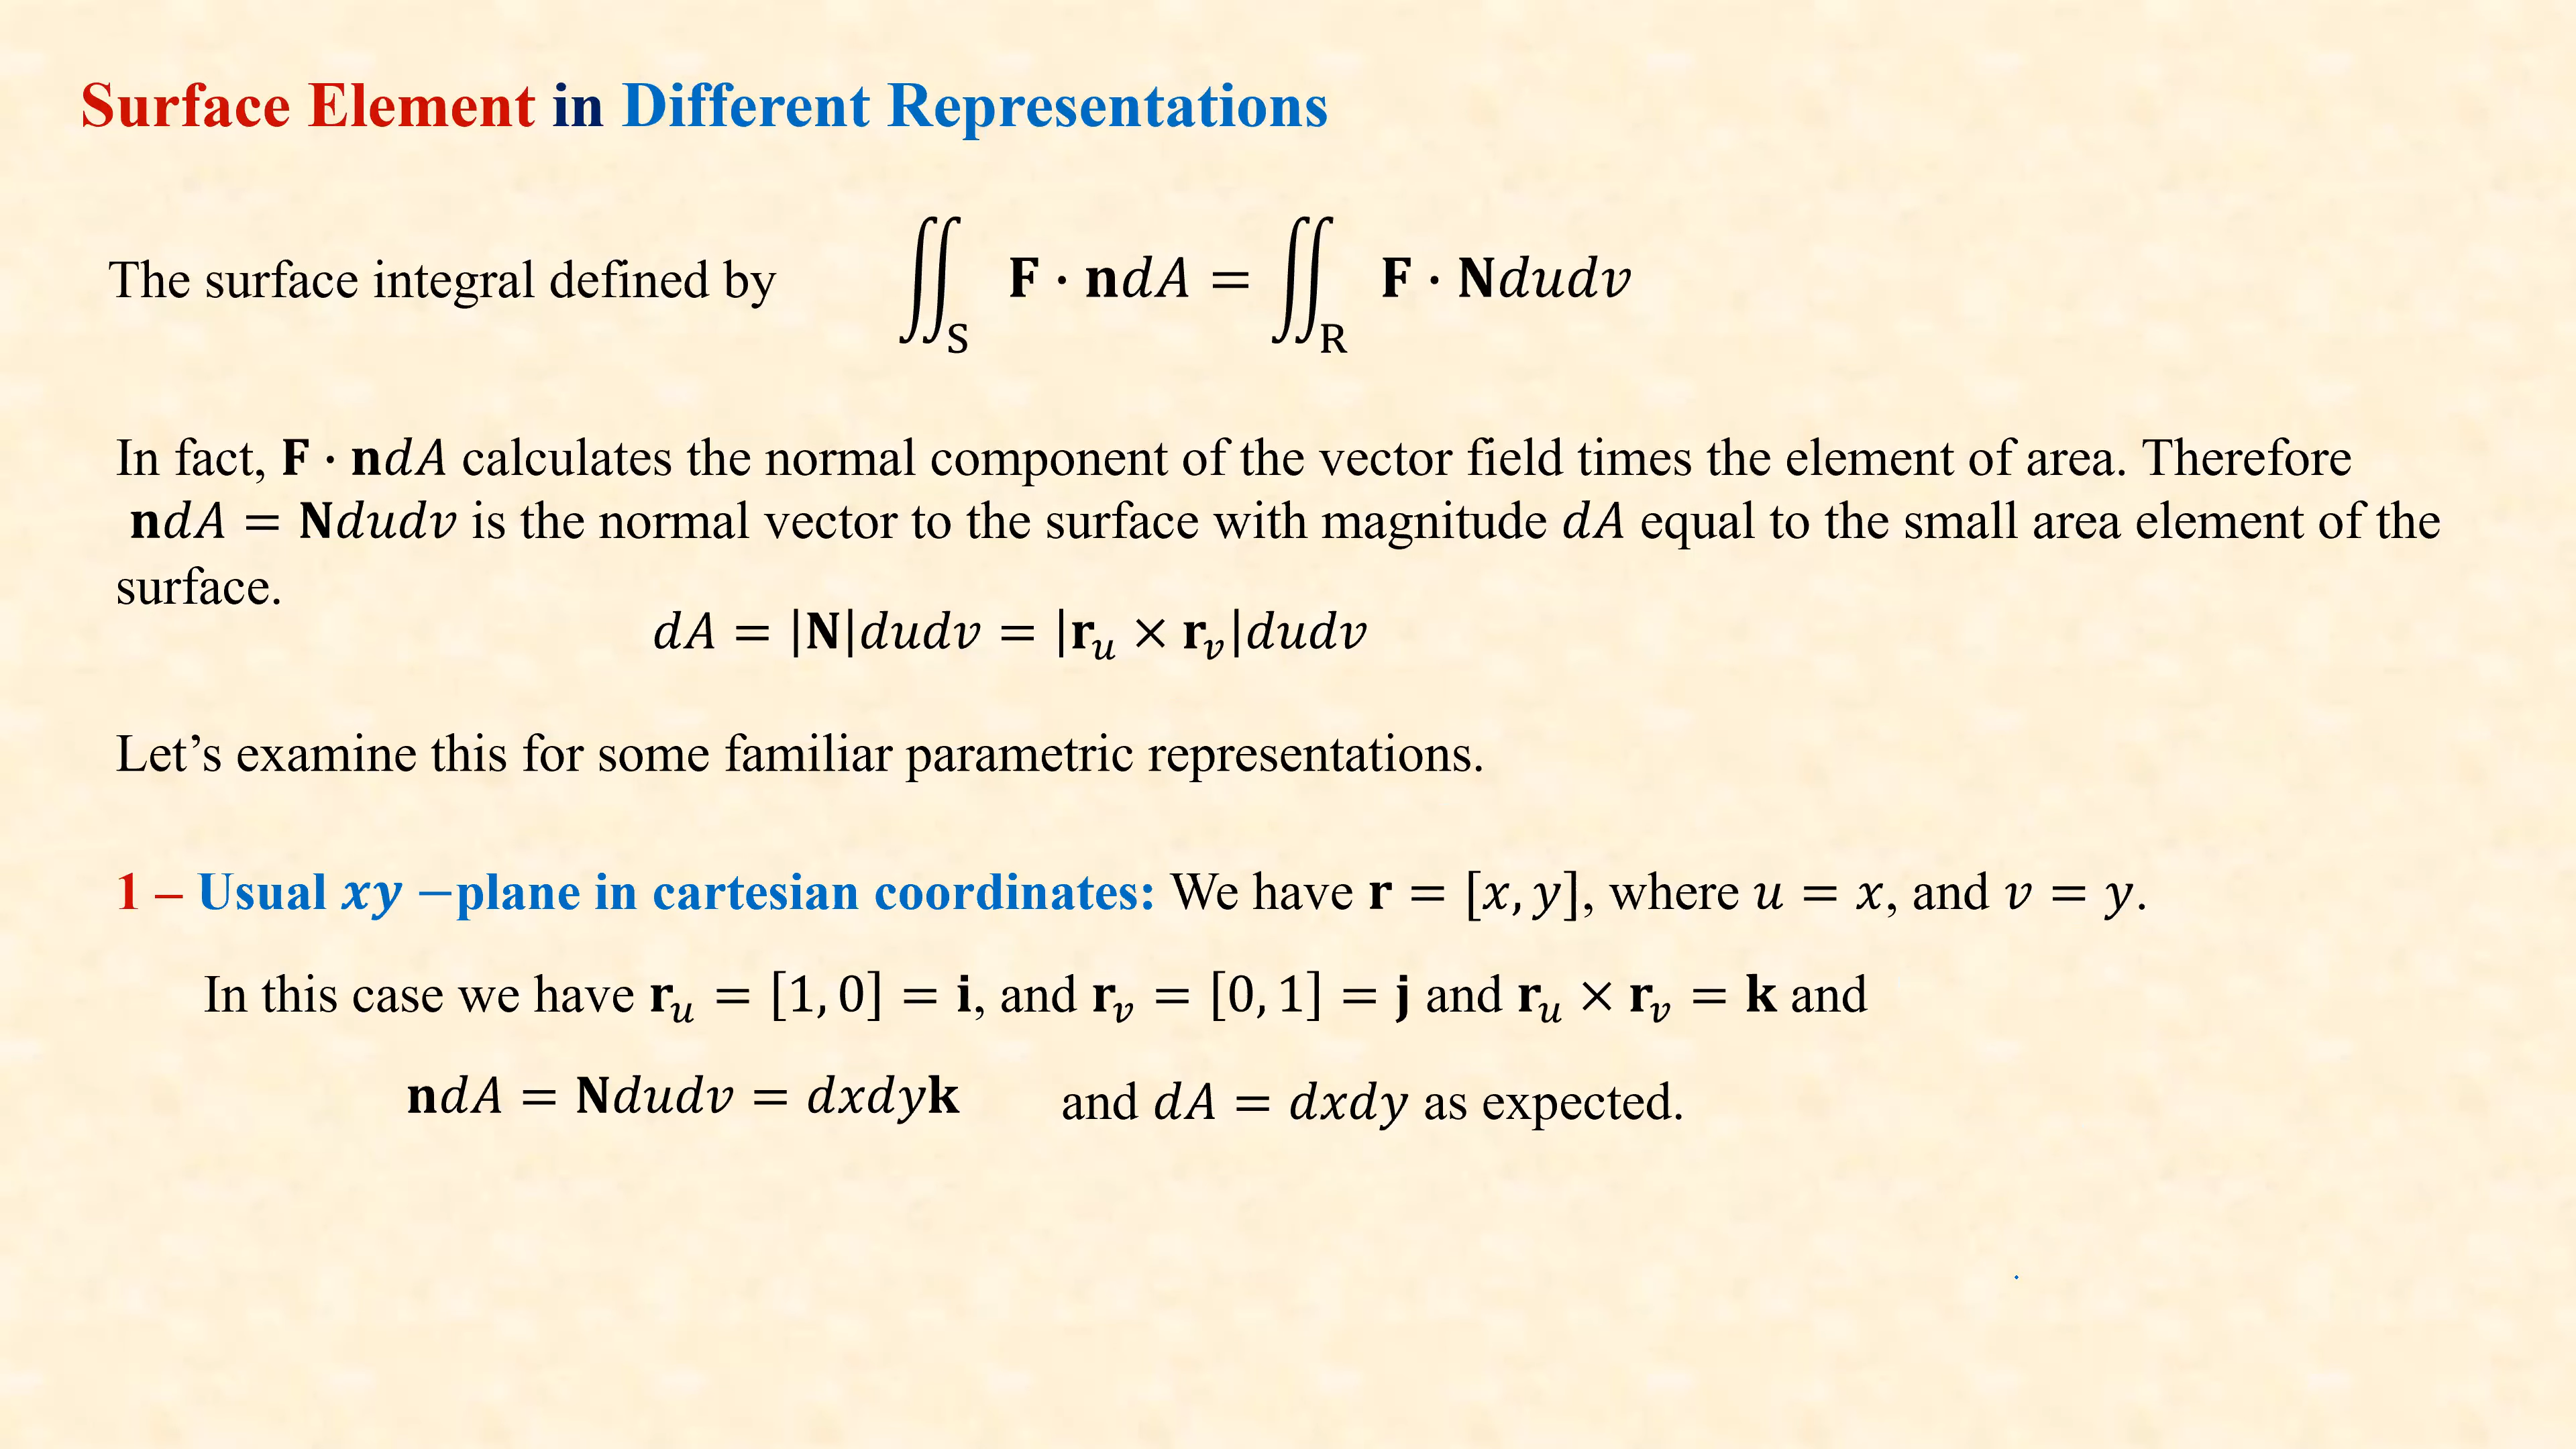 Surface Element in Different Representations
The surface integral defined by ∬_S 𝐅 · 𝐧𝑑𝐴 = ∬_R 𝐅 · 𝐍𝑑𝑢𝑑𝑣
In fact, 𝐅 · 𝐧𝑑𝐴 calculates the normal component of the vector field times the element of area. Therefore
𝐧𝑑𝐴 = 𝐍𝑑𝑢𝑑𝑣 is the normal vector to the surface with magnitude 𝑑𝐴 equal to the small area element of the
surface.
𝑑𝐴 = |𝐍|𝑑𝑢𝑑𝑣 = |𝐫_𝑢 × 𝐫_𝑣|𝑑𝑢𝑑𝑣
Let’s examine this for some familiar parametric representations.
1 – Usual 𝒙𝒚 −plane in cartesian coordinates: We have 𝐫 = [𝑥, 𝑦], where 𝑢 = 𝑥, and 𝑣 = 𝑦.
In this case we have 𝐫_𝑢 = [1, 0] = 𝐢, and 𝐫_𝑣 = [0, 1] = 𝐣 and 𝐫_𝑢 × 𝐫_𝑣 = 𝐤 and
𝐧𝑑𝐴 = 𝐍𝑑𝑢𝑑𝑣 = 𝑑𝑥𝑑𝑦𝐤 and 𝑑𝐴 = 𝑑𝑥𝑑𝑦 as expected.
.